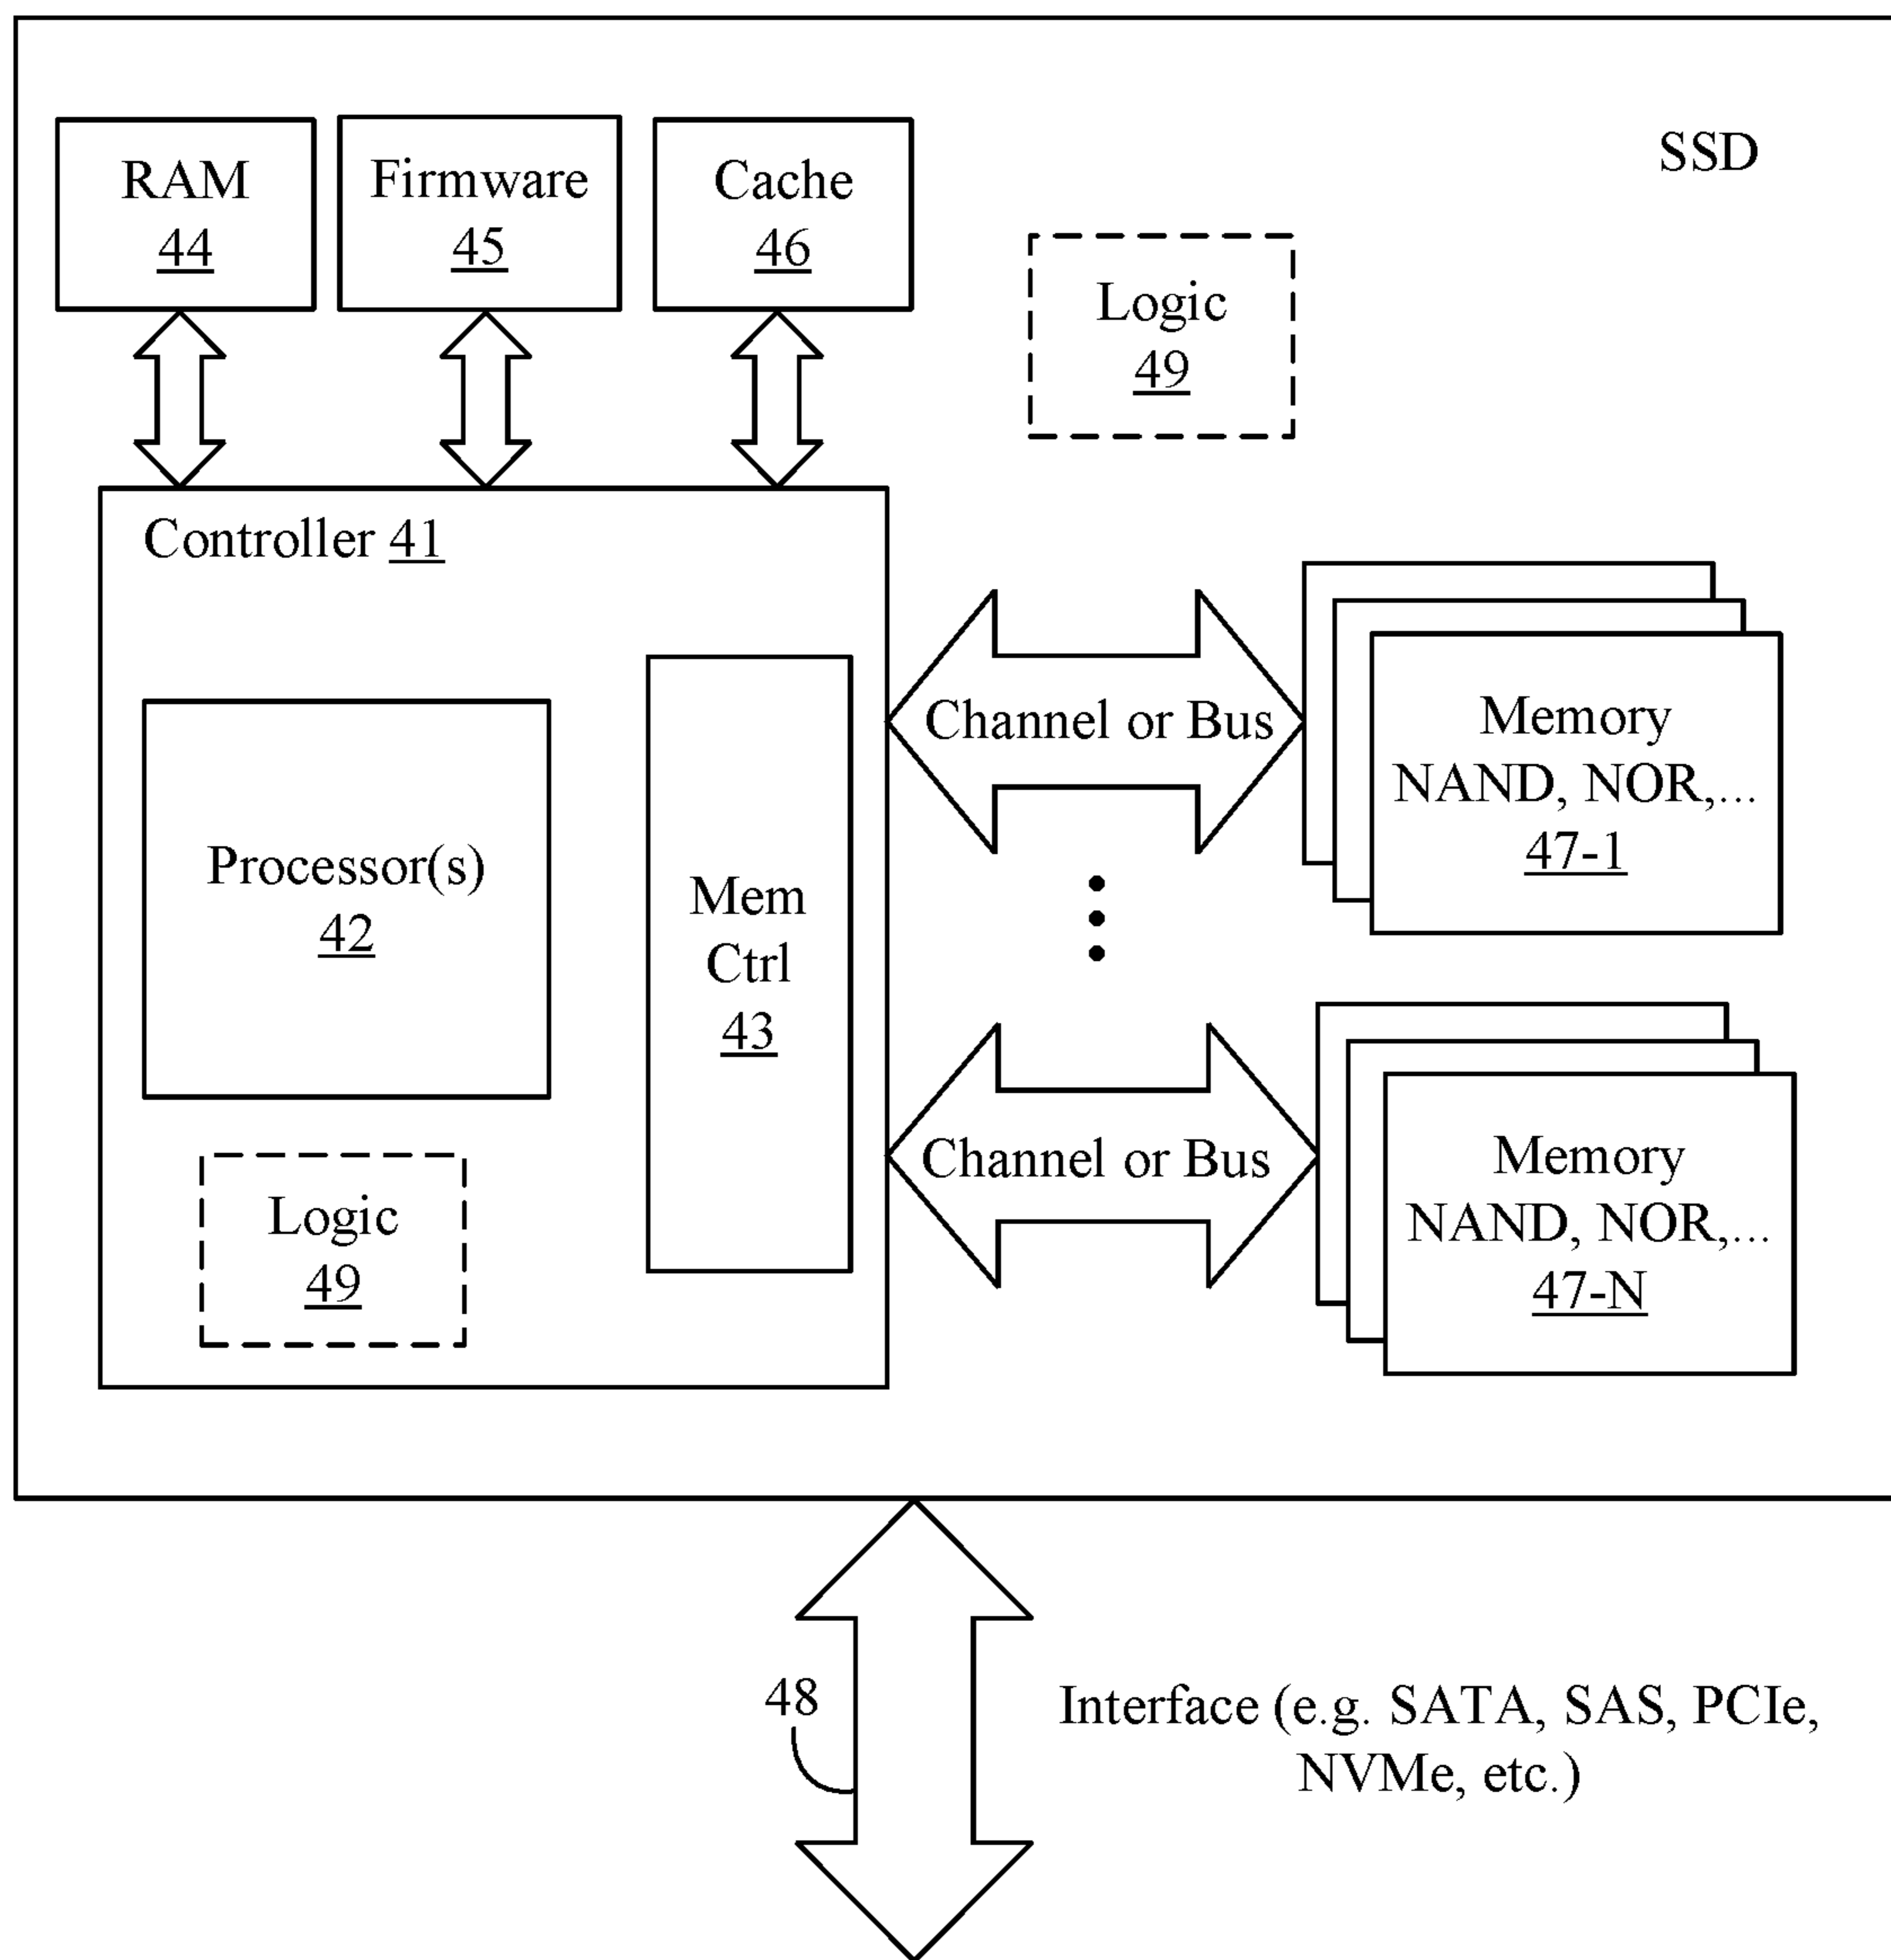 SSD
RAM
44
Firmware
45
Cache
46
Logic
49
Controller 41
Processor(s)
42
Mem
Ctrl
43
Logic
49
Channel or Bus
Memory
NAND, NOR,...
47-1
Channel or Bus
Memory
NAND, NOR,...
47-N
48
Interface (e.g. SATA, SAS, PCIe,
NVMe, etc.)